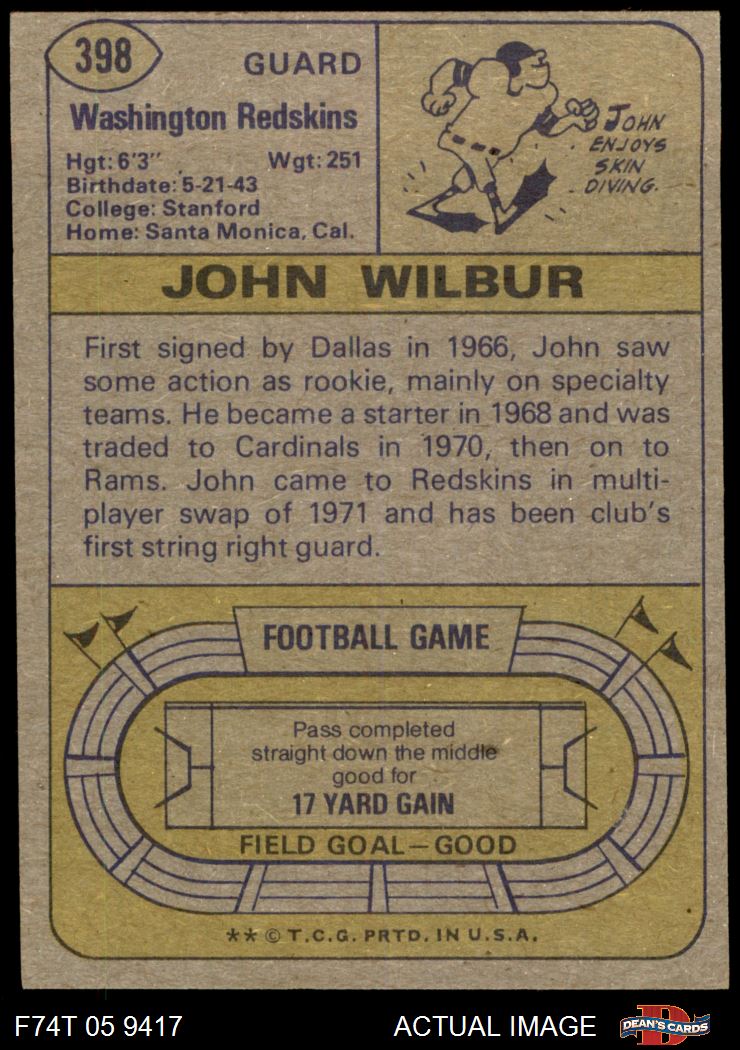 398
GUARD
Washington Redskins
Hgt: 6'3" Wgt: 251
Birthdate: 5-21-43
College: Stanford
Home: Santa Monica, Cal.
JOHN
ENJOYS
SKIN
DIVING.
JOHN WILBUR
First signed by Dallas in 1966, John saw
some action as rookie, mainly on specialty
teams. He became a starter in 1968 and was
traded to Cardinals in 1970, then on to
Rams. John came to Redskins in multi-
player swap of 1971 and has been club's
first string right guard.
FOOTBALL GAME
Pass completed
straight down the middle
good for
17 YARD GAIN
FIELD GOAL—GOOD
** © T.C.G. PRTD. IN U.S.A.
F74T 05 9417 ACTUAL IMAGE
D
DEAN'S CARDS